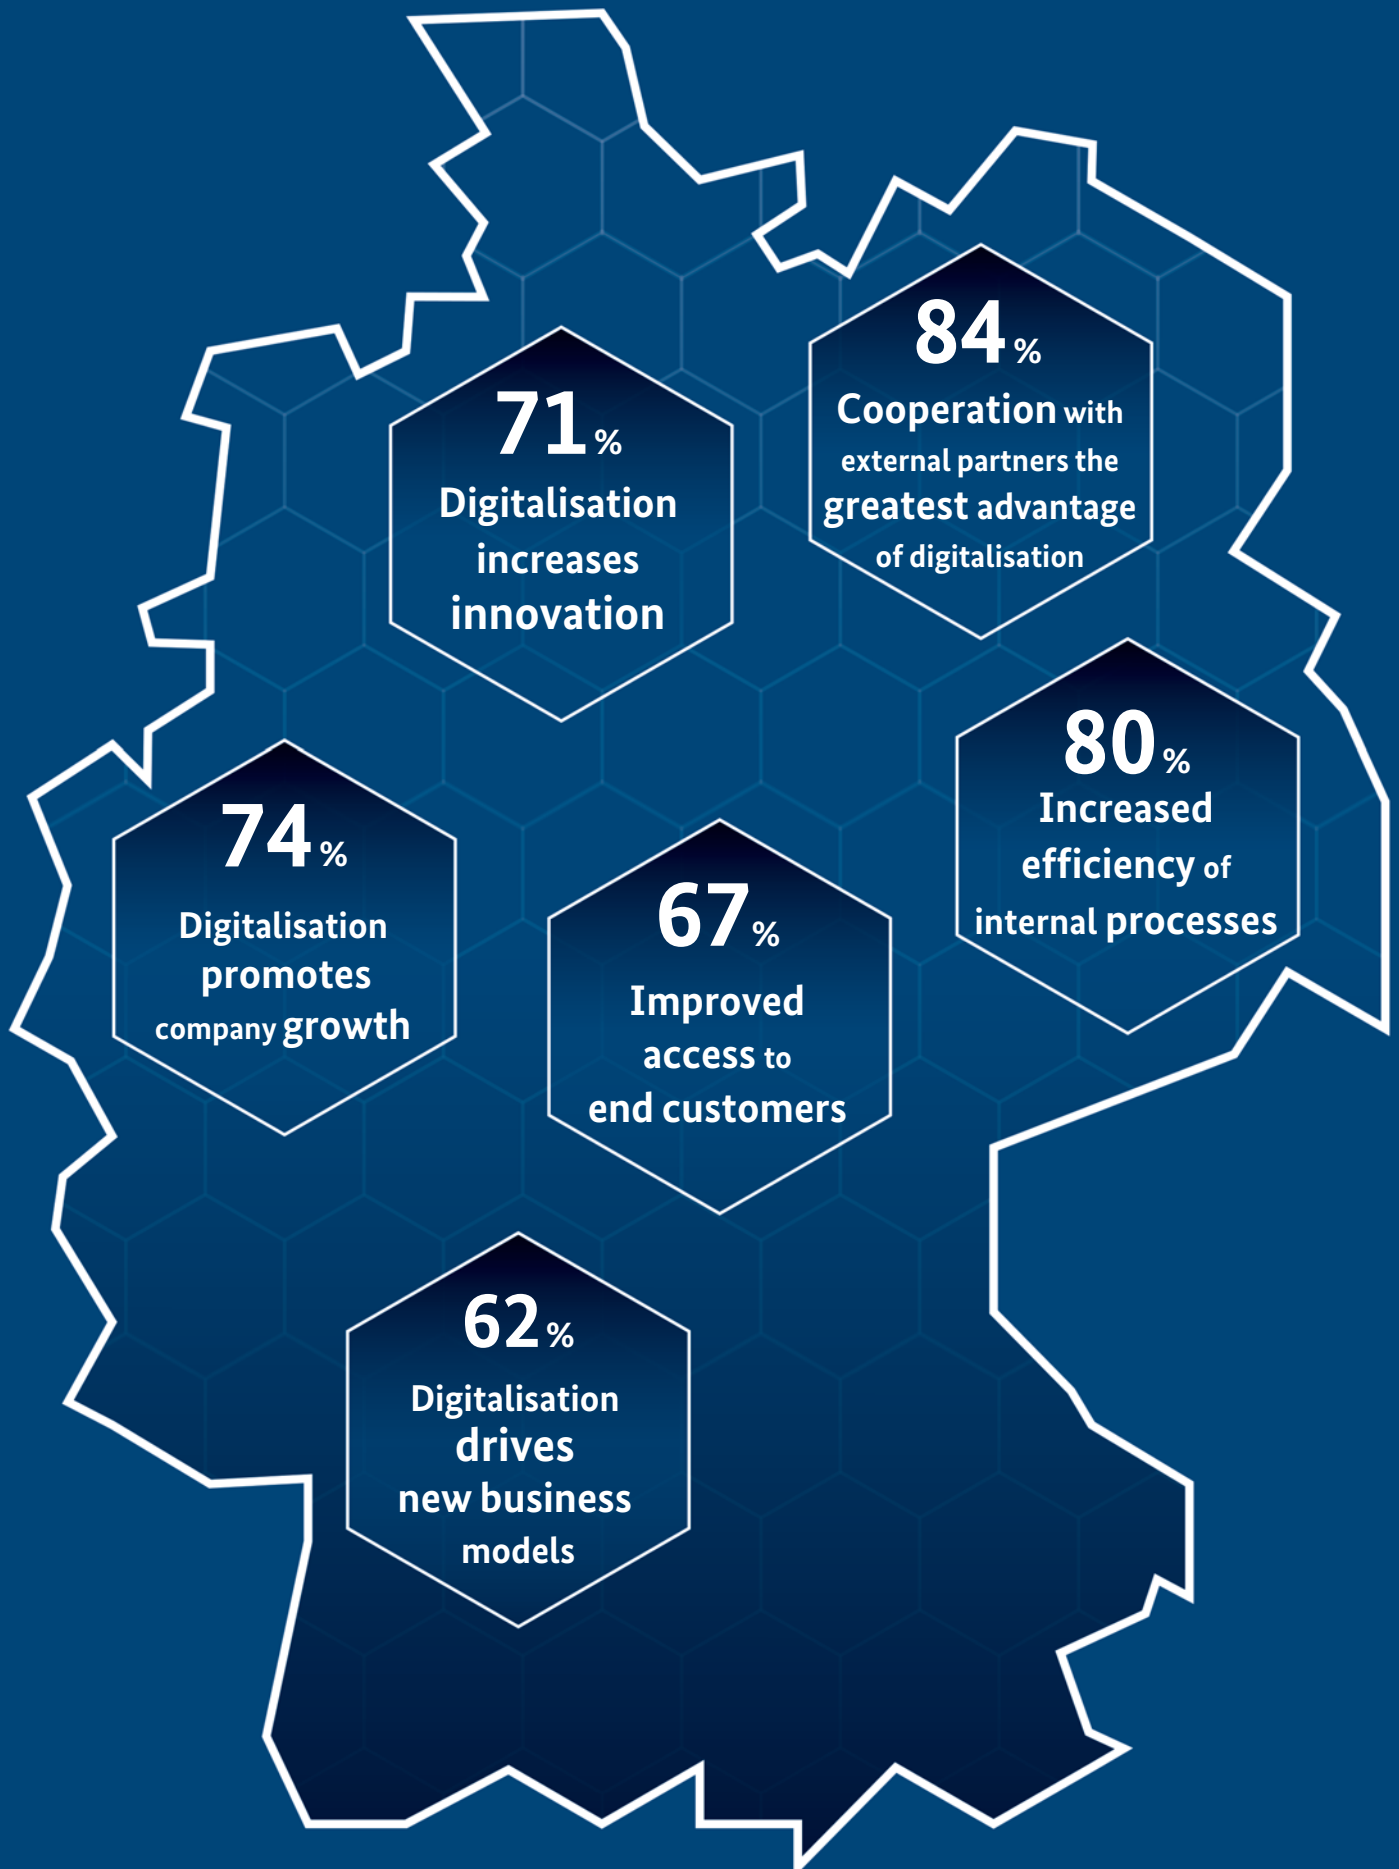 84%
Cooperation with
external partners the
greatest advantage
of digitalisation
71%
Digitalisation
increases
innovation
80%
Increased
efficiency of
internal processes
74%
Digitalisation
promotes
company growth
67%
Improved
access to
end customers
62%
Digitalisation
drives
new business
models